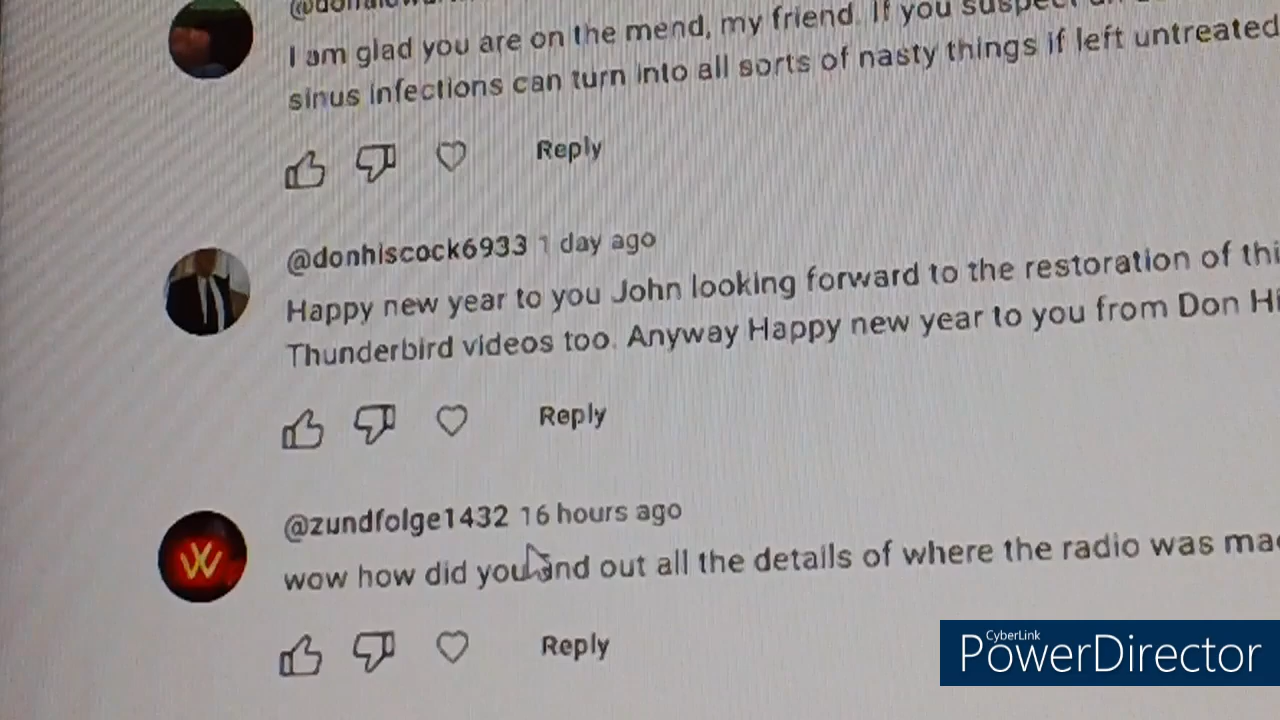 I am glad you are on the mend, my friend. If you suspect an
sinus infections can turn into all sorts of nasty things if left untreated
Reply
@donhiscock6933 1 day ago
Happy new year to you John looking forward to the restoration of thi
Thunderbird videos too. Anyway Happy new year to you from Don Hi
Reply
@zundfolge1432 16 hours ago
wow how did you find out all the details of where the radio was mad
Reply
CyberLink
PowerDirector